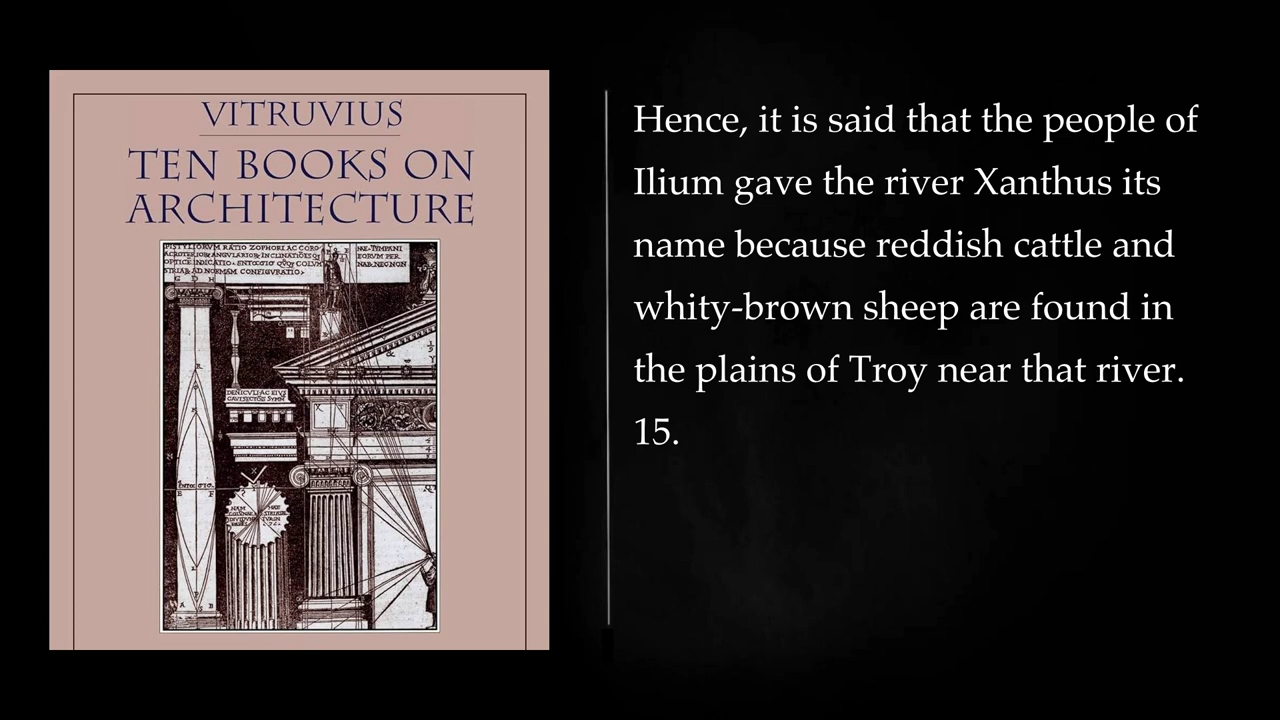 VITRUVIUS
TEN BOOKS ON
ARCHITECTURE
Hence, it is said that the people of
Ilium gave the river Xanthus its
name because reddish cattle and
whity-brown sheep are found in
the plains of Troy near that river.
15.